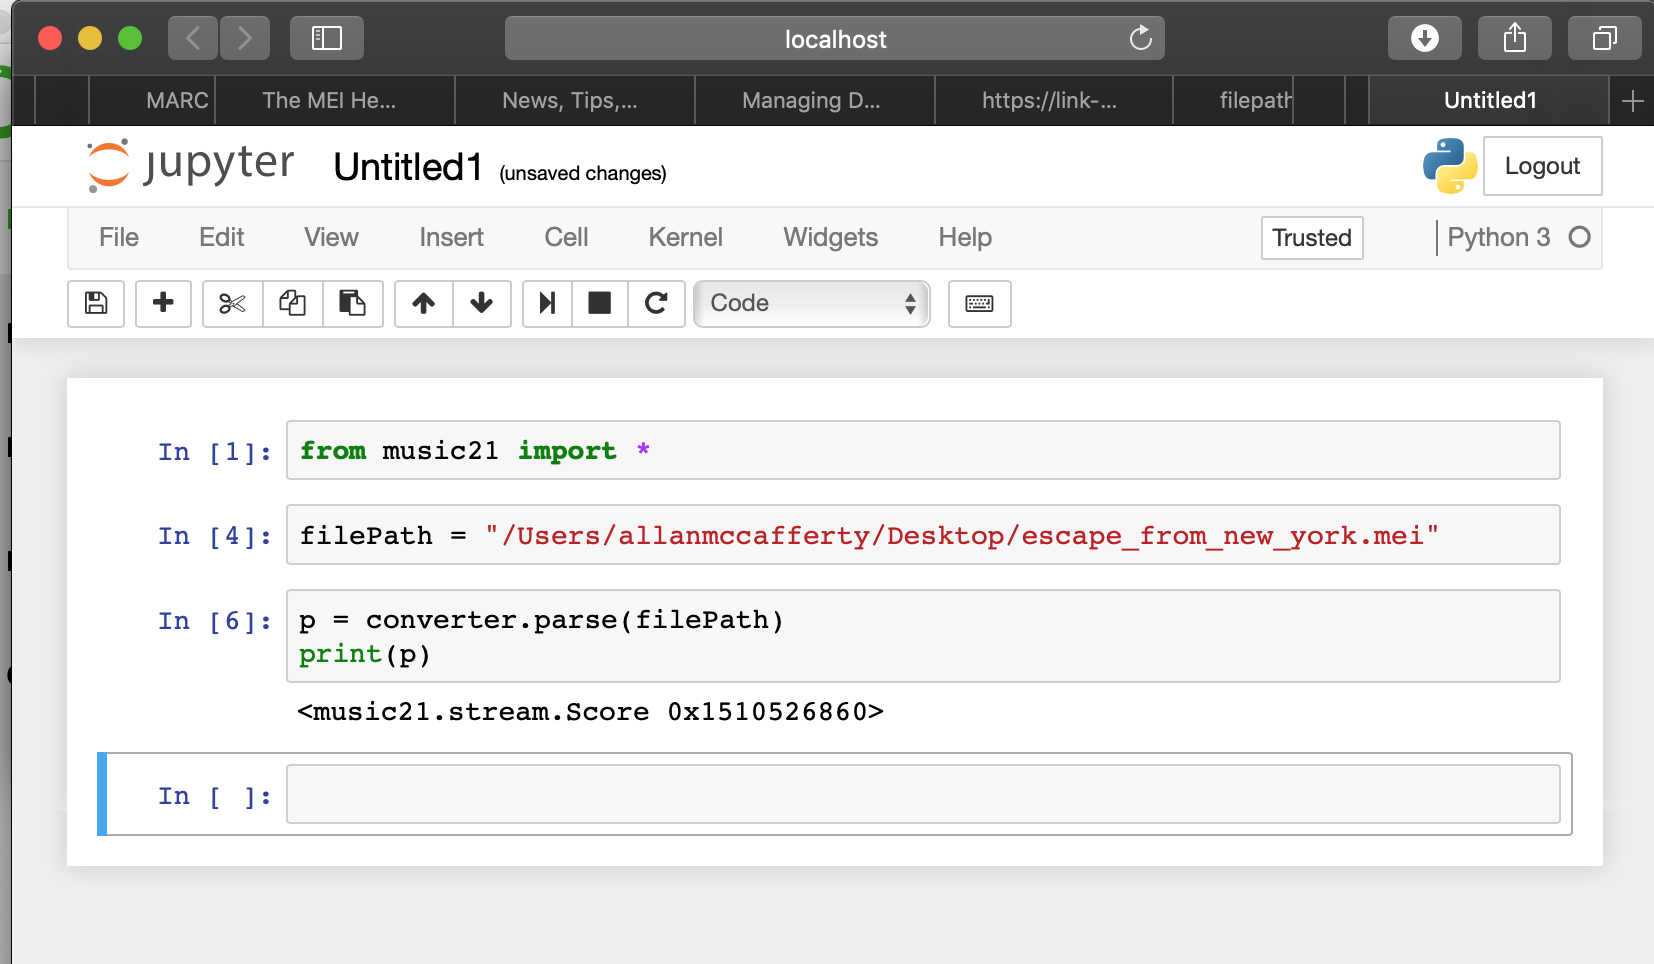 localhost
MARC
The MEI He...
News, Tips,...
Managing D...
https://link-...
filepath
Untitled1
jupyter Untitled1 (unsaved changes)
Logout
File Edit View Insert Cell Kernel Widgets Help Trusted Python 3
Code
In [1]: from music21 import *
In [4]: filePath = "/Users/allanmccafferty/Desktop/escape_from_new_york.mei"
In [6]: p = converter.parse(filePath)
print(p)
<music21.stream.Score 0x1510526860>
In [ ]: